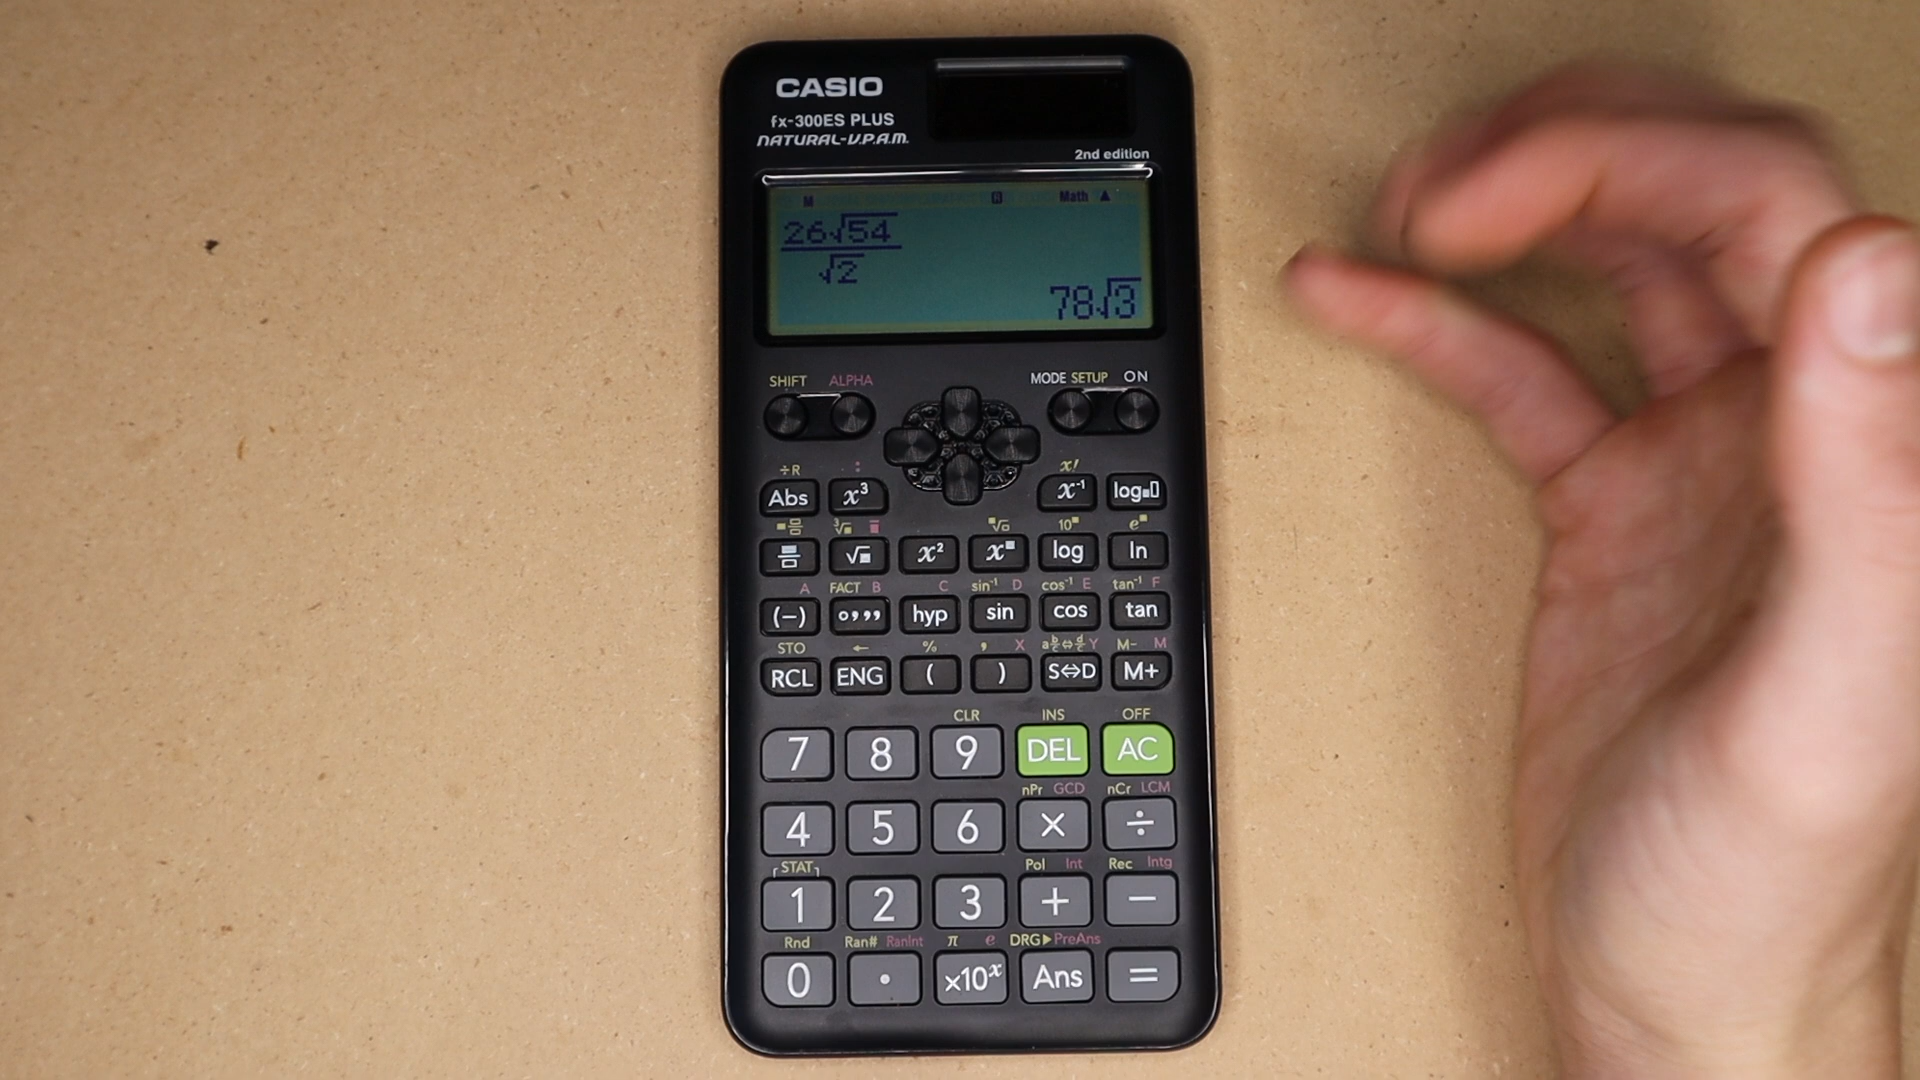 CASIO
fx-300ES PLUS
NATURAL-V.P.A.M.
2nd edition
M R Math ▲
26√54
√2
78√3
SHIFT ALPHA MODE SETUP ON
÷R : x!
Abs x³ x⁻¹ log■▯
■▯/▯ ³√■ ■√▯ 10■ e■
▯/▯ √■ x² x■ log ln
A FACT B C sin⁻¹ D cos⁻¹ E tan⁻¹ F
(−) °,,, hyp sin cos tan
STO ← % , X a b/c⇔d/c Y M− M
RCL ENG ( ) S⇔D M+
CLR INS OFF
7 8 9 DEL AC
nPr GCD nCr LCM
4 5 6 × ÷
STAT Pol Int Rec Intg
1 2 3 + −
Rnd Ran# RanInt π e DRG▶ PreAns
0 . ×10ˣ Ans =